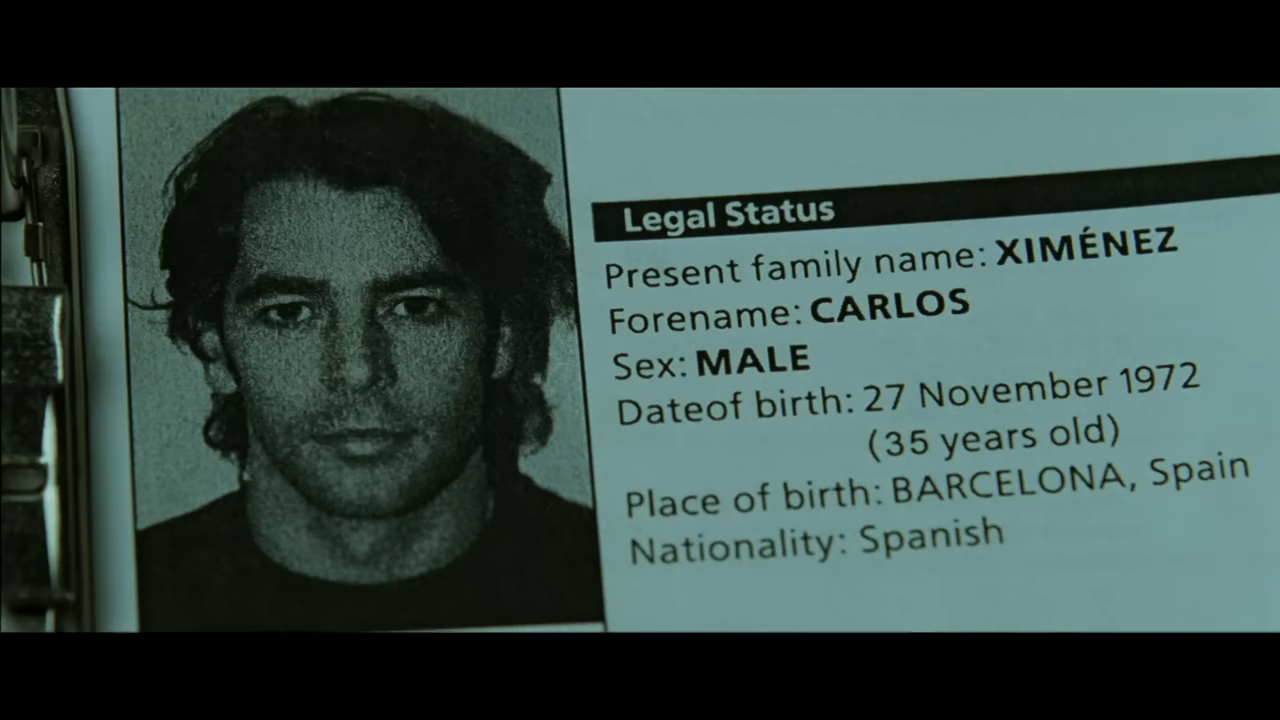 Legal Status
Present family name: XIMÉNEZ
Forename: CARLOS
Sex: MALE
Dateof birth: 27 November 1972
(35 years old)
Place of birth: BARCELONA, Spain
Nationality: Spanish